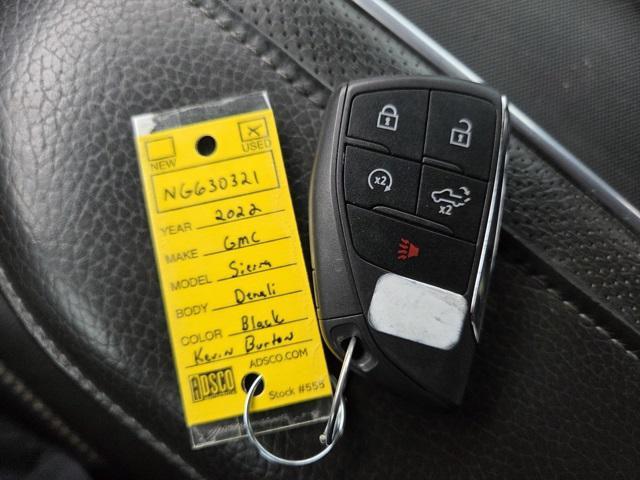 NEW
USED
NG630321
YEAR 2022
MAKE GMC
MODEL Sierra
BODY Denali
COLOR Black
Kevin Burton
ADSCO.COM
ADSCO
Stock #558
x2
x2